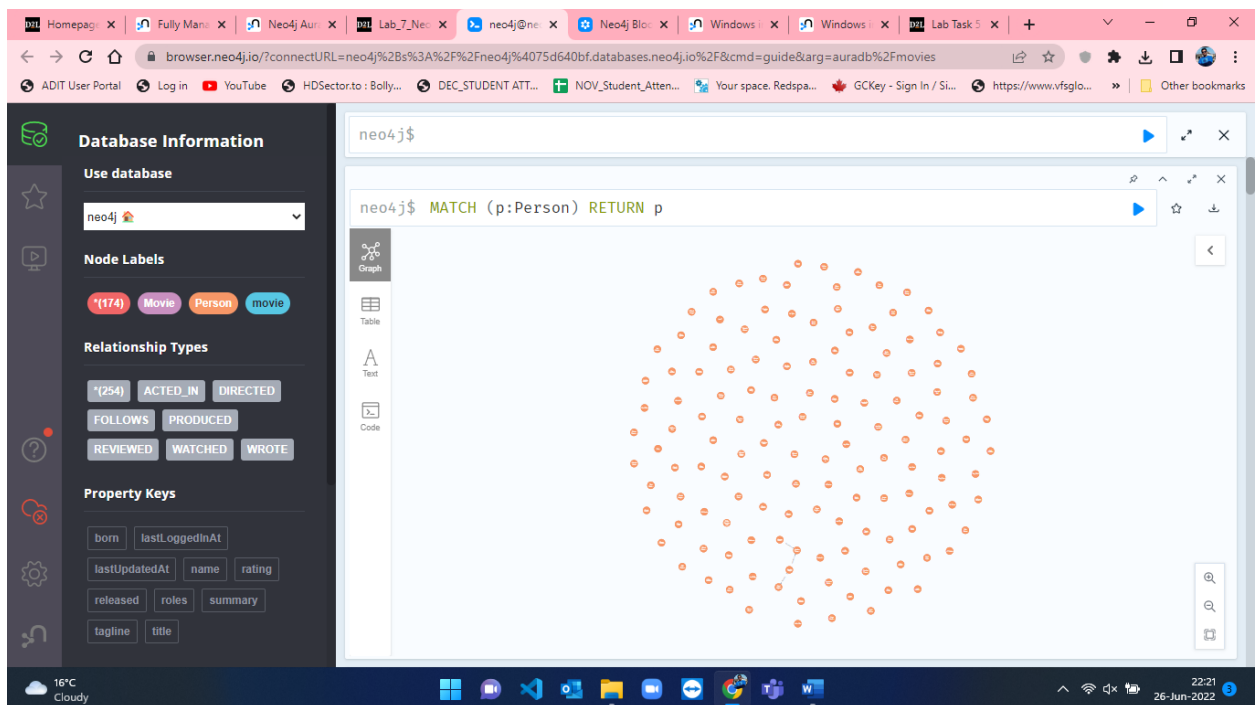 Homepag
Fully Mana
Neo4j Aura
Lab_7_Neo
neo4j@ne
Neo4j Bloc
Windows i
Windows i
Lab Task 5
browser.neo4j.io/?connectURL=neo4j%2Bs%3A%2F%2Fneo4j%4075d640bf.databases.neo4j.io%2F&cmd=guide&arg=auradb%2Fmovies
ADIT User Portal
Log in
YouTube
HDSector.to : Bolly...
DEC_STUDENT ATT...
NOV_Student_Atten...
Your space. Redspa...
GCKey - Sign In / Si...
https://www.vfsglo...
»
Other bookmarks
Database Information
Use database
neo4j
Node Labels
*(174) Movie Person movie
Relationship Types
*(254) ACTED_IN DIRECTED
FOLLOWS PRODUCED
REVIEWED WATCHED WROTE
Property Keys
born lastLoggedInAt
lastUpdatedAt name rating
released roles summary
tagline title
neo4j$
neo4j$ MATCH (p:Person) RETURN p
Graph
Table
A
Text
Code
16°C
Cloudy
22:21
26-Jun-2022
3